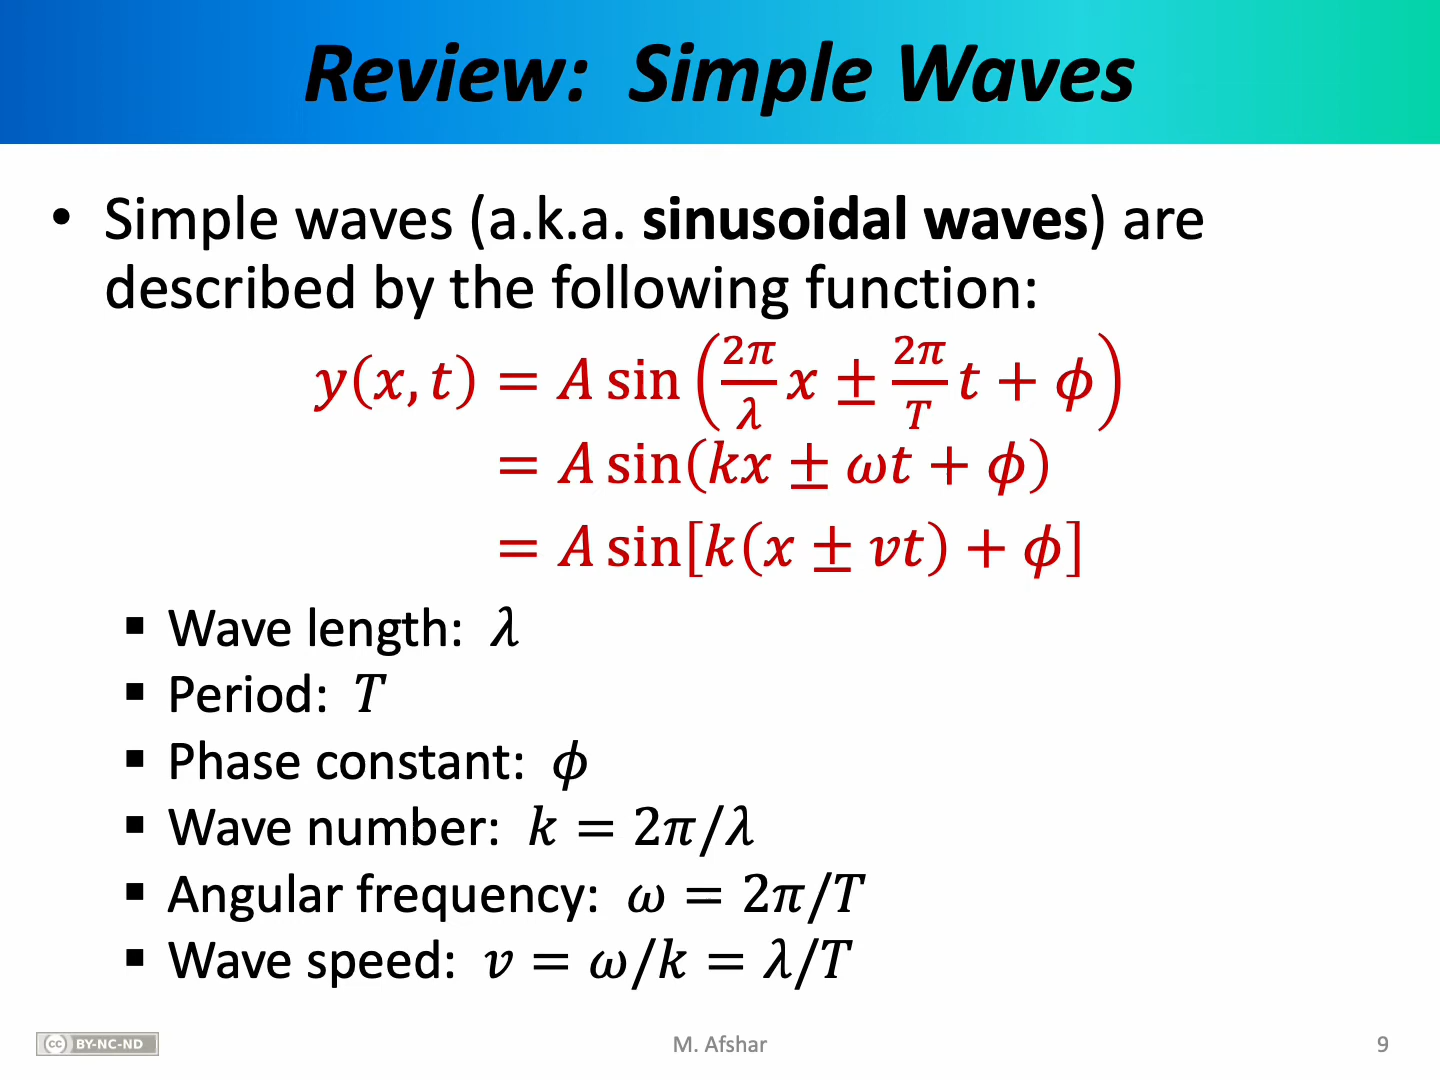 Review: Simple Waves
• Simple waves (a.k.a. sinusoidal waves) are
described by the following function:
𝑦(𝑥, 𝑡) = 𝐴 sin (2𝜋/𝜆 𝑥 ± 2𝜋/𝑇 𝑡 + 𝜙)
= 𝐴 sin(𝑘𝑥 ± 𝜔𝑡 + 𝜙)
= 𝐴 sin[𝑘(𝑥 ± 𝑣𝑡) + 𝜙]
▪ Wave length: 𝜆
▪ Period: 𝑇
▪ Phase constant: 𝜙
▪ Wave number: 𝑘 = 2𝜋/𝜆
▪ Angular frequency: 𝜔 = 2𝜋/𝑇
▪ Wave speed: 𝑣 = 𝜔/𝑘 = 𝜆/𝑇
cc BY-NC-ND
M. Afshar
9